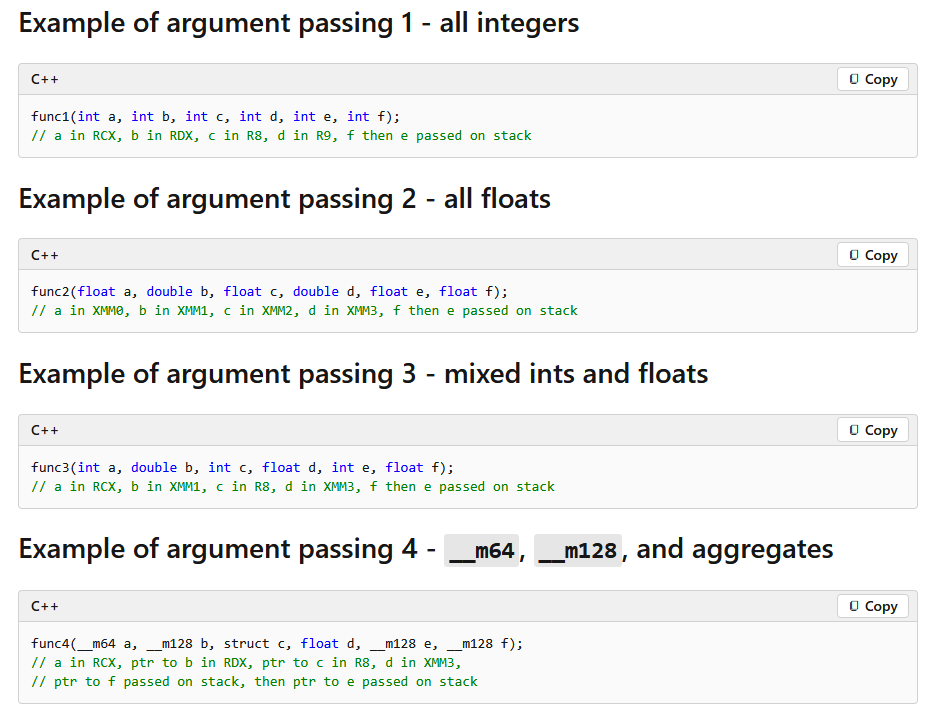 Example of argument passing 1 - all integers
C++
Copy
func1(int a, int b, int c, int d, int e, int f);
// a in RCX, b in RDX, c in R8, d in R9, f then e passed on stack
Example of argument passing 2 - all floats
C++
Copy
func2(float a, double b, float c, double d, float e, float f);
// a in XMM0, b in XMM1, c in XMM2, d in XMM3, f then e passed on stack
Example of argument passing 3 - mixed ints and floats
C++
Copy
func3(int a, double b, int c, float d, int e, float f);
// a in RCX, b in XMM1, c in R8, d in XMM3, f then e passed on stack
Example of argument passing 4 - __m64, __m128, and aggregates
C++
Copy
func4(__m64 a, __m128 b, struct c, float d, __m128 e, __m128 f);
// a in RCX, ptr to b in RDX, ptr to c in R8, d in XMM3,
// ptr to f passed on stack, then ptr to e passed on stack